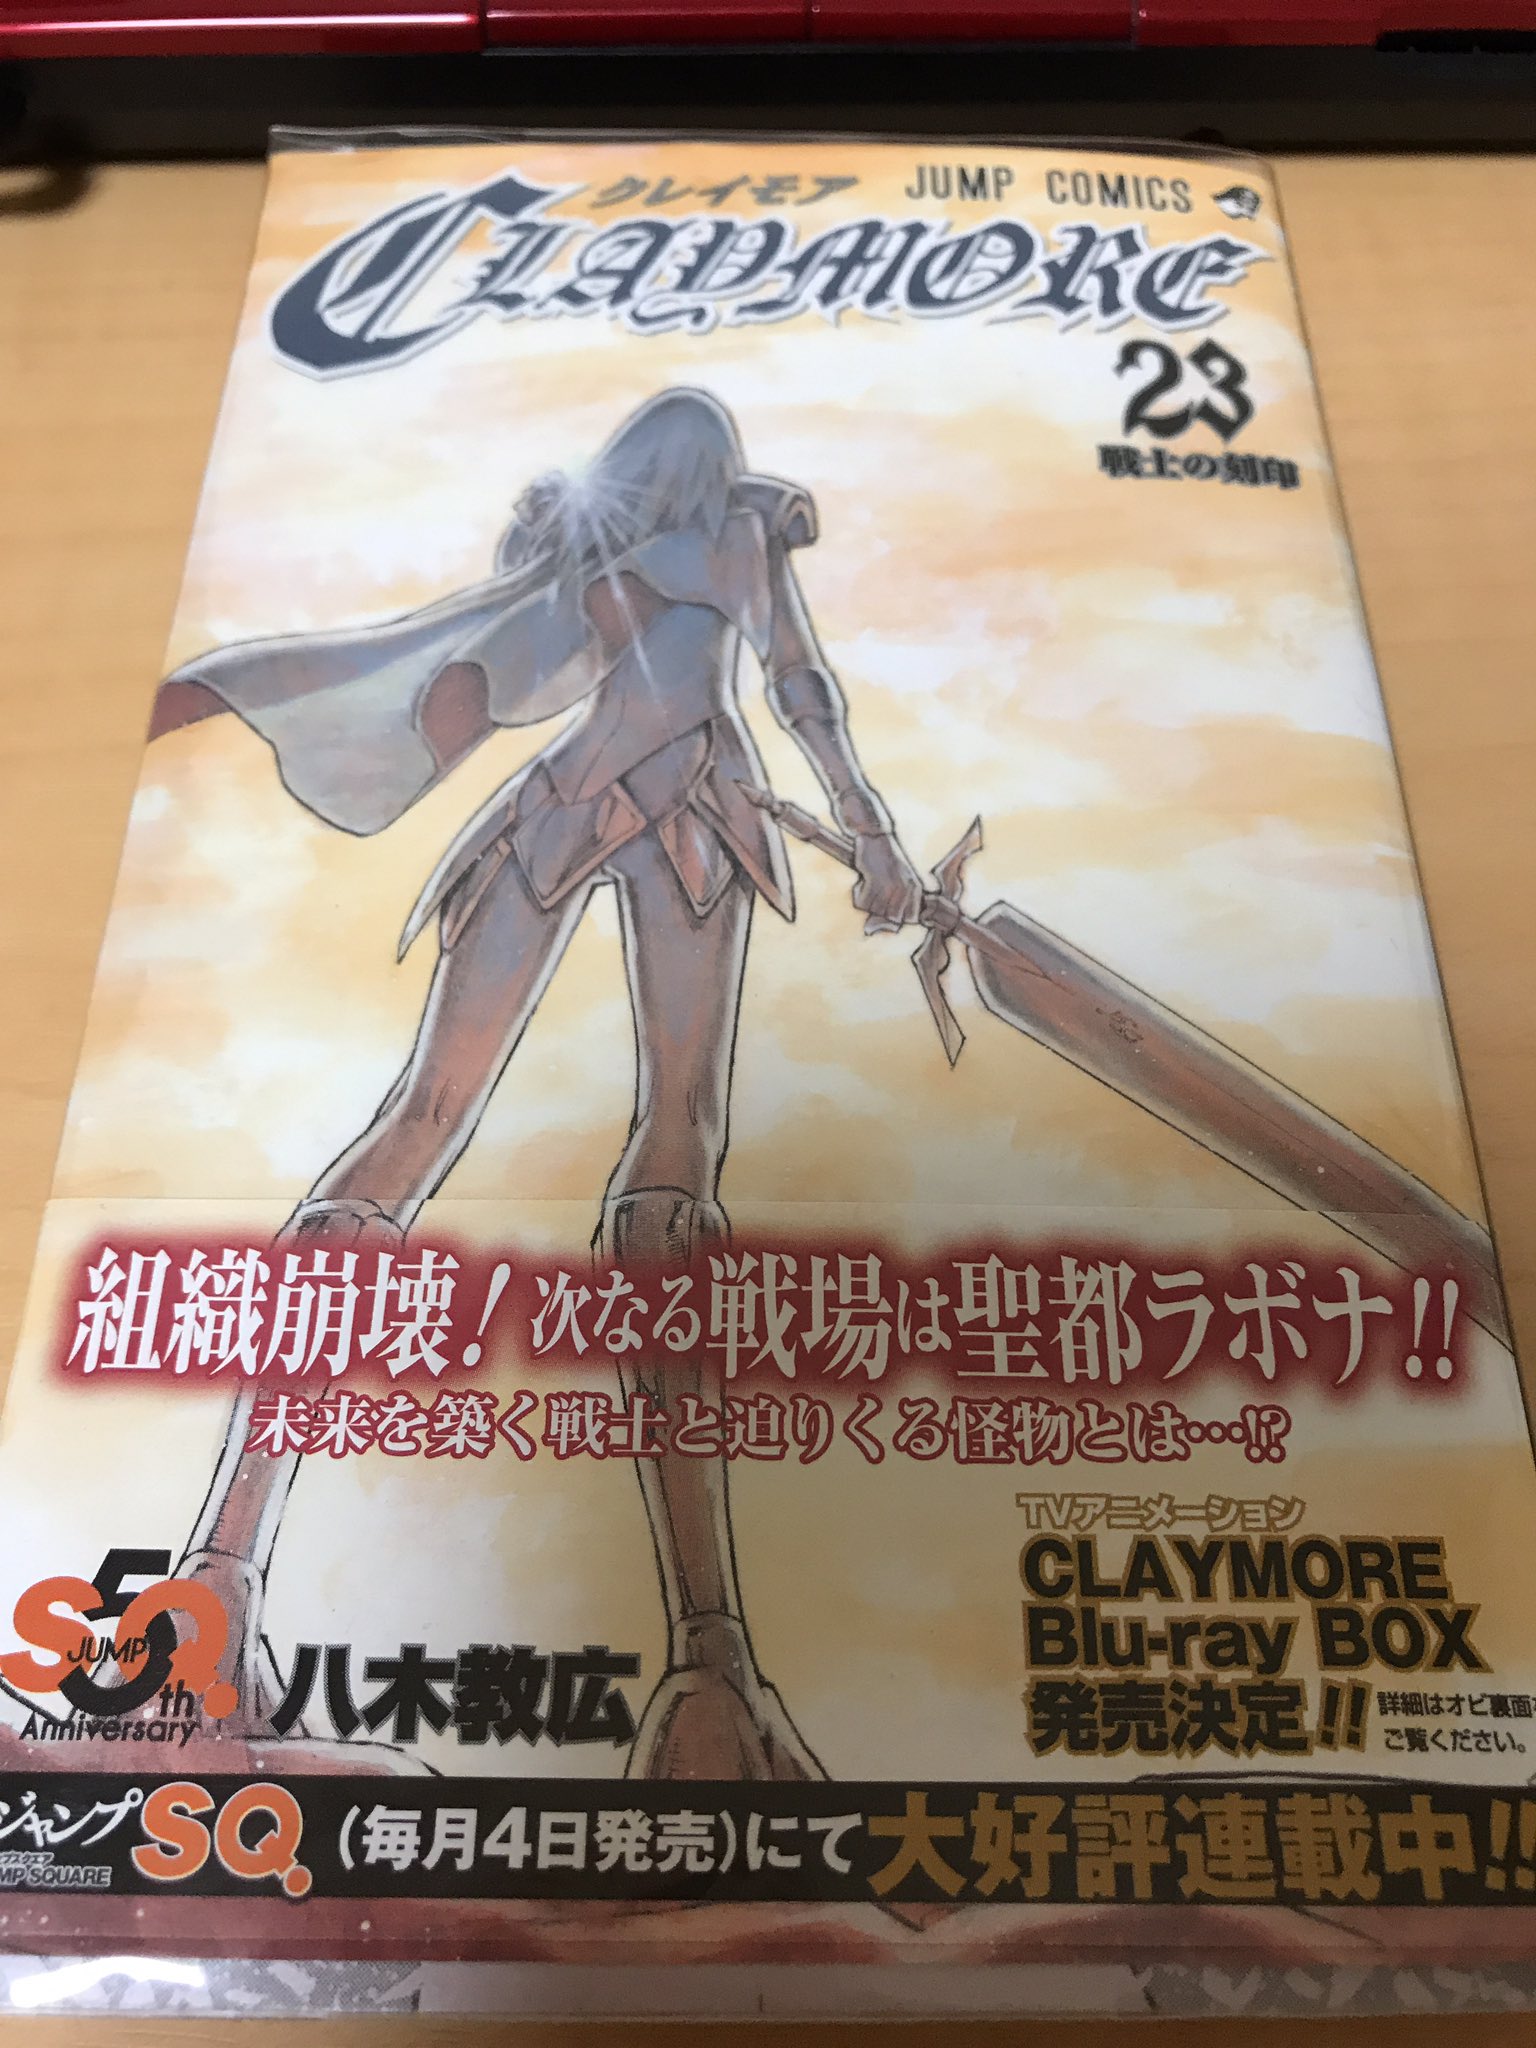 クレイモア
JUMP COMICS
CLAYMORE
23
戦士の刻印
組織崩壊！次なる戦場は聖都ラボナ!!
未来を築く戦士と迫りくる怪物とは…!?
TVアニメーション
CLAYMORE
Blu-ray BOX
発売決定!!
詳細はオビ裏面を
ご覧ください。
SQ.
JUMP
5th
Anniversary
八木教広
ジャンプSQ.(毎月4日発売)にて大好評連載中!!
MP SQUARE